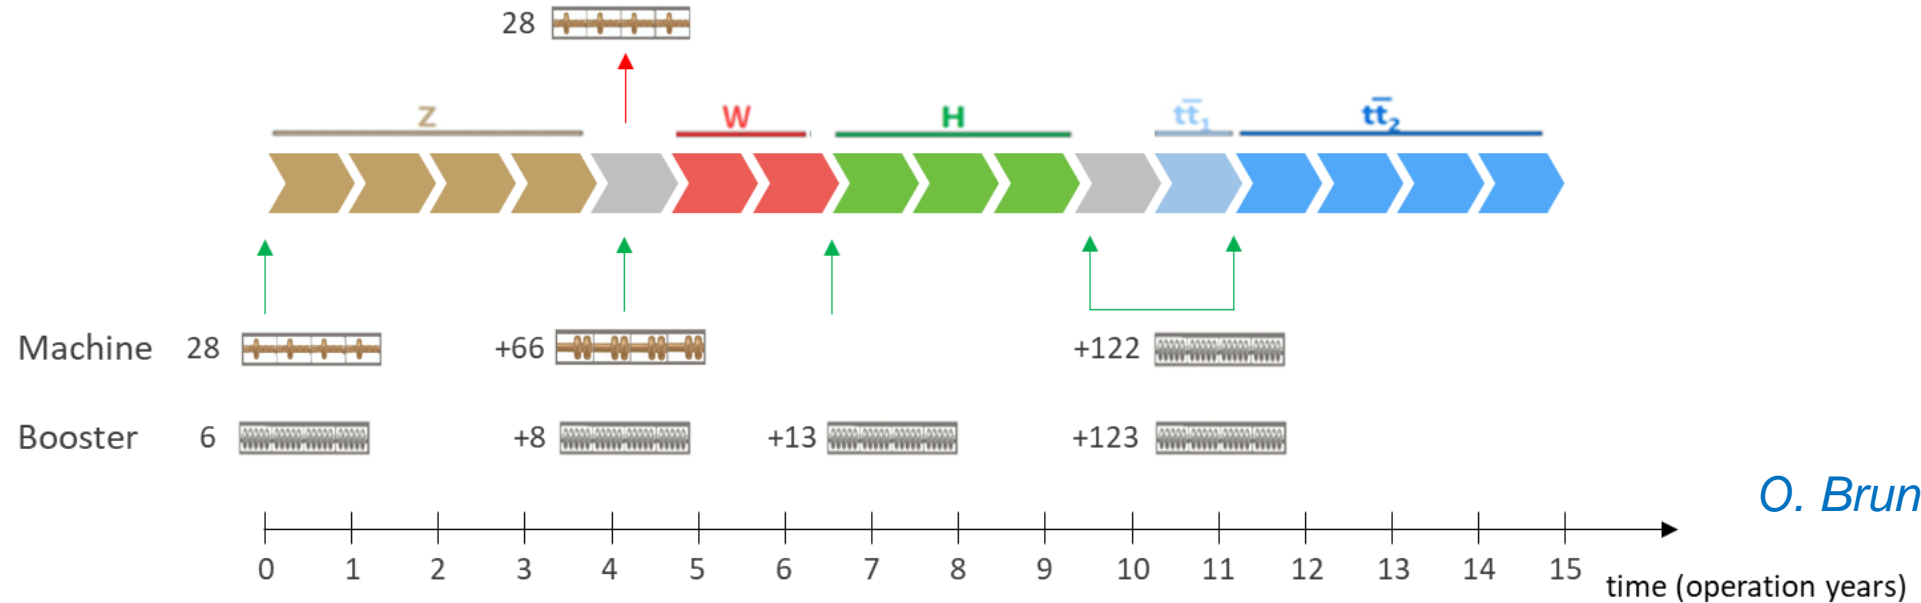 28
Z W H tt̅₁ tt̅₂
Machine 28 +66 +122
Booster 6 +8 +13 +123
O. Brun
0 1 2 3 4 5 6 7 8 9 10 11 12 13 14 15
time (operation years)